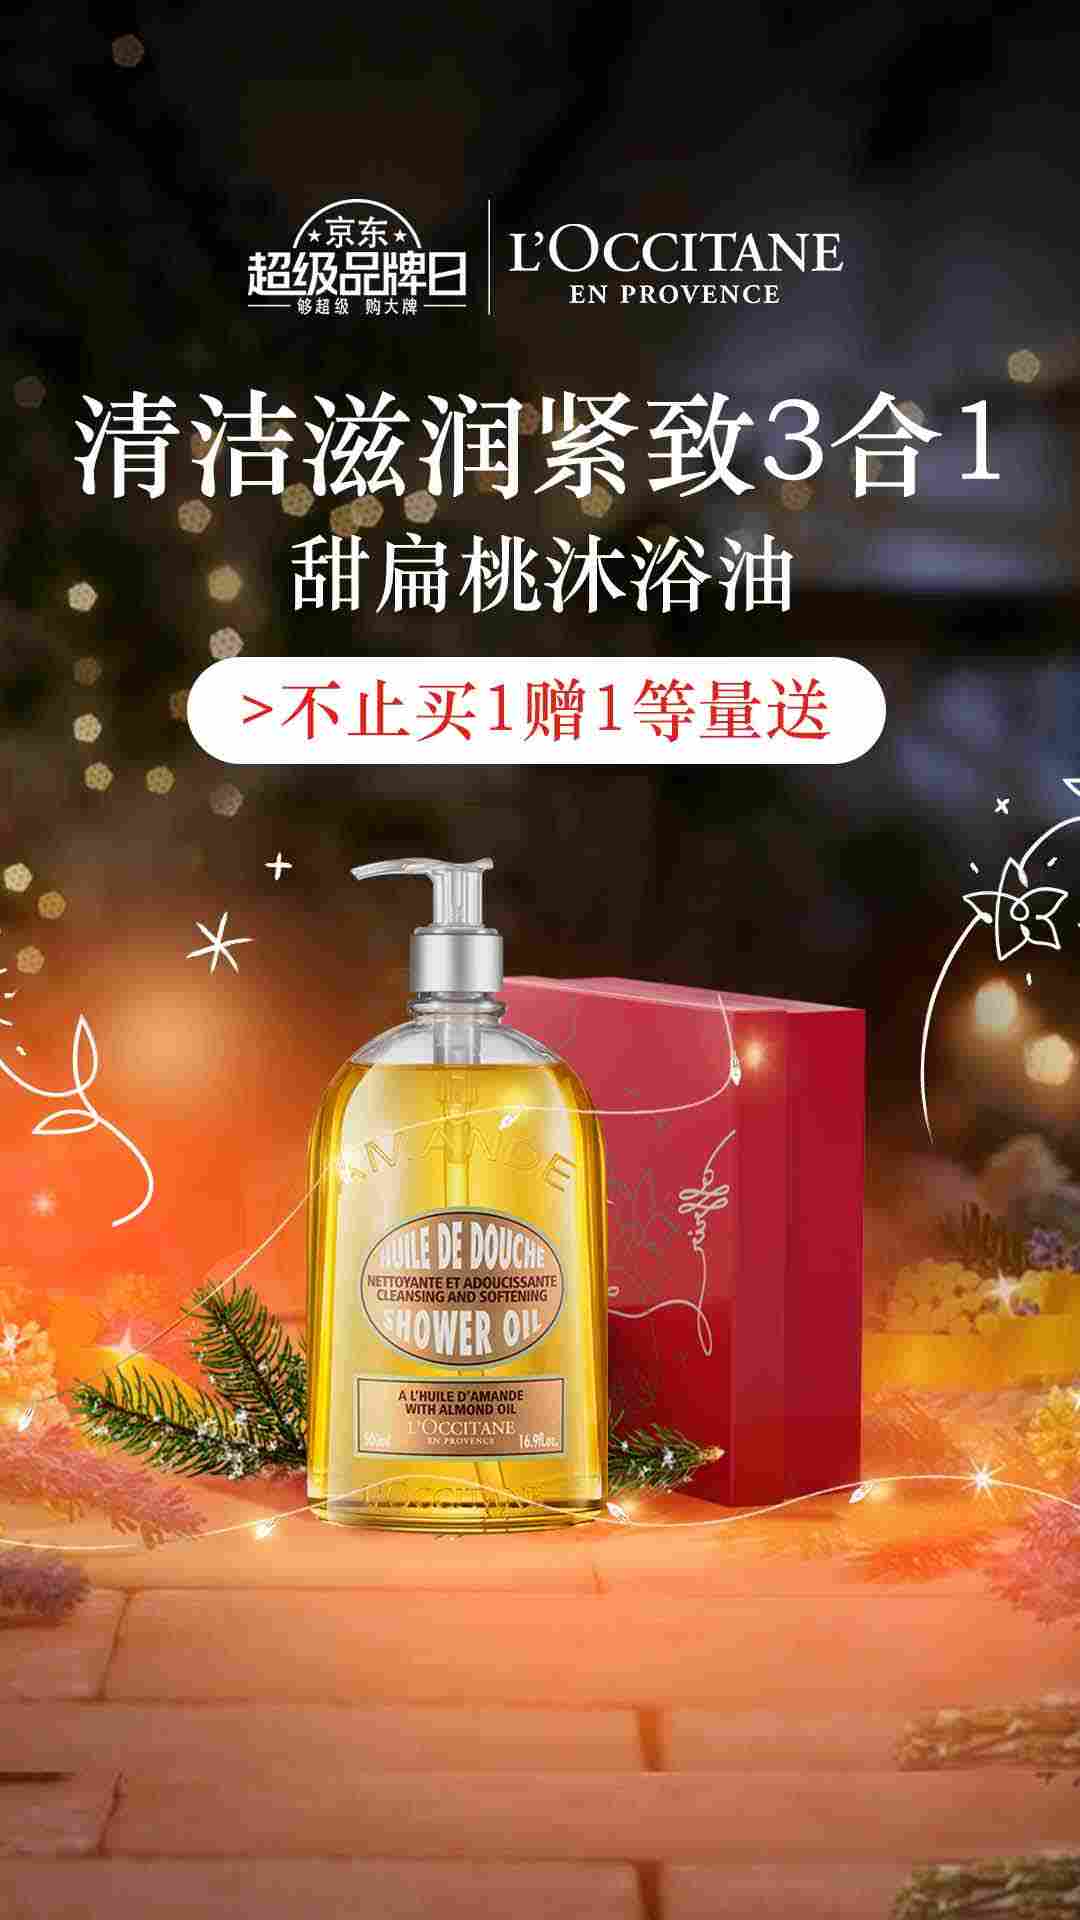 京东
超级品牌日
够超级 购大牌
L'OCCITANE
EN PROVENCE
清洁滋润紧致3合1
甜扁桃沐浴油
>不止买1赠1等量送
AMANDE
HUILE DE DOUCHE
NETTOYANTE ET ADOUCISSANTE
CLEANSING AND SOFTENING
SHOWER OIL
A L'HUILE D'AMANDE
WITH ALMOND OIL
L'OCCITANE
EN PROVENCE
500ml 16.9fl.oz.
L'OCCITANE